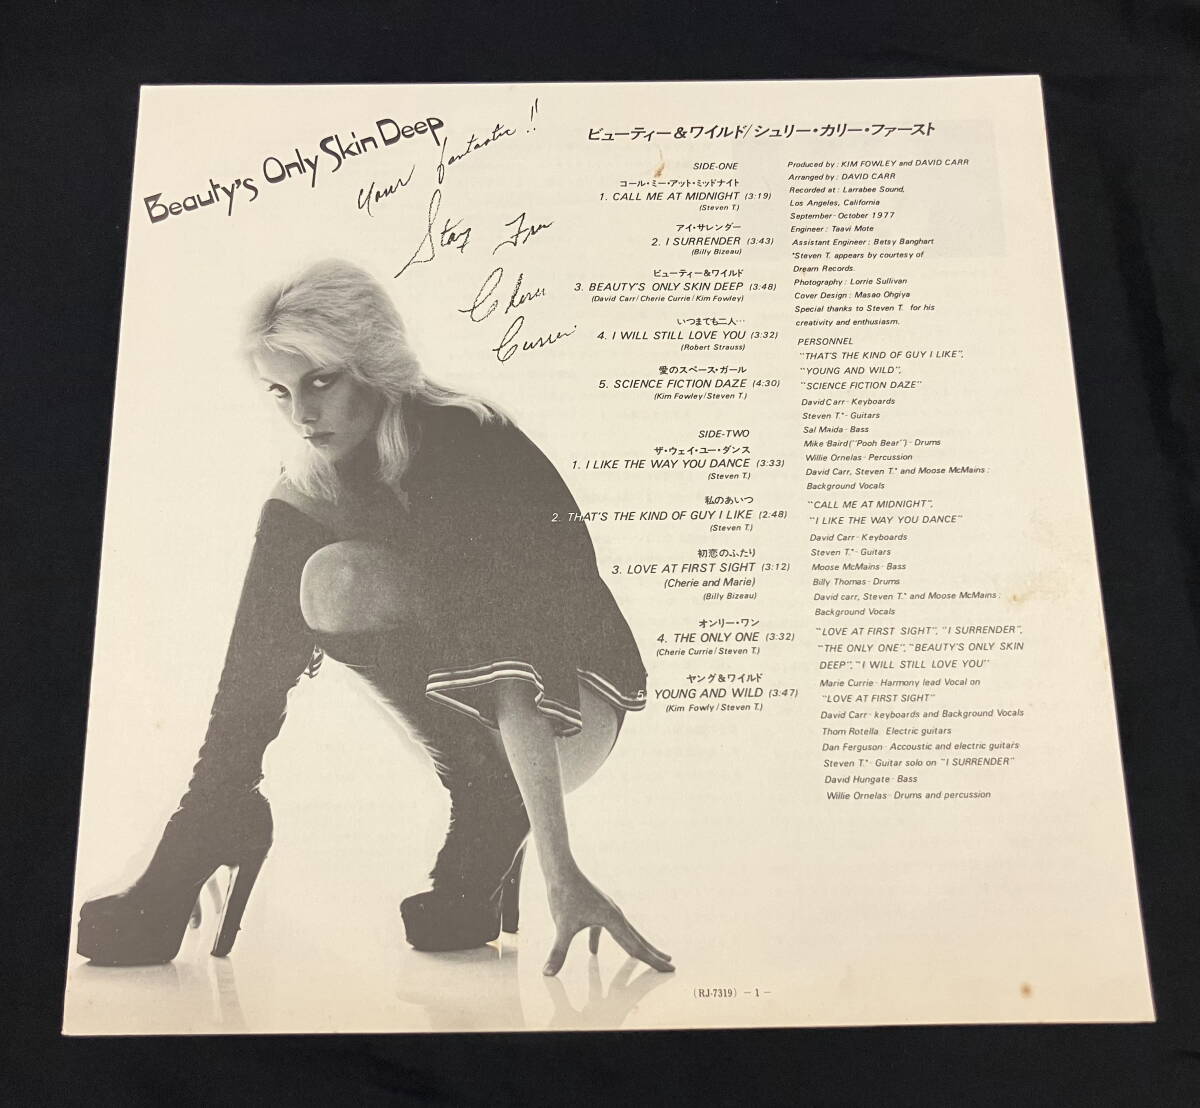 Beauty's Only Skin Deep
Your fantastic!!
Stay Free
Cherie
Currie
ビューティー&ワイルド/シュリー・カリー・ファースト
SIDE-ONE
コール・ミー・アット・ミッドナイト
1. CALL ME AT MIDNIGHT (3:19)
(Steven T.)
アイ・サレンダー
2. I SURRENDER (3:43)
(Billy Bizeau)
ビューティー&ワイルド
3. BEAUTY'S ONLY SKIN DEEP (3:48)
(David Carr/Cherie Currie/Kim Fowley)
いつまでも二人…
4. I WILL STILL LOVE YOU (3:32)
(Robert Strauss)
愛のスペース・ガール
5. SCIENCE FICTION DAZE (4:30)
(Kim Fowley/Steven T.)
SIDE-TWO
ザ・ウェイ・ユー・ダンス
1. I LIKE THE WAY YOU DANCE (3:33)
(Steven T.)
私のあいつ
2. THAT'S THE KIND OF GUY I LIKE (2:48)
(Steven T.)
初恋のふたり
3. LOVE AT FIRST SIGHT (3:12)
(Cherie and Marie)
(Billy Bizeau)
オンリー・ワン
4. THE ONLY ONE (3:32)
(Cherie Currie/Steven T.)
ヤング&ワイルド
5. YOUNG AND WILD (3:47)
(Kim Fowly/Steven T.)
Produced by: KIM FOWLEY and DAVID CARR
Arranged by: DAVID CARR
Recorded at: Larrabee Sound,
Los Angeles, California
September-October 1977
Engineer: Taavi Mote
Assistant Engineer: Betsy Banghart
*Steven T. appears by courtesy of
Dream Records.
Photography: Lorrie Sullivan
Cover Design: Masao Ohgiya
Special thanks to Steven T. for his
creativity and enthusiasm.
PERSONNEL
"THAT'S THE KIND OF GUY I LIKE",
"YOUNG AND WILD",
"SCIENCE FICTION DAZE"
David Carr-Keyboards
Steven T.*-Guitars
Sal Maida-Bass
Mike Baird("Pooh Bear")-Drums
Willie Ornelas-Percussion
David Carr, Steven T.* and Moose McMains:
Background Vocals
"CALL ME AT MIDNIGHT",
"I LIKE THE WAY YOU DANCE"
David Carr-Keyboards
Steven T.*-Guitars
Moose McMains-Bass
Billy Thomas-Drums
David carr, Steven T.* and Moose McMains:
Background Vocals
"LOVE AT FIRST SIGHT", "I SURRENDER",
"THE ONLY ONE", "BEAUTY'S ONLY SKIN
DEEP", "I WILL STILL LOVE YOU"
Marie Currie-Harmony lead Vocal on
"LOVE AT FIRST SIGHT"
David Carr-keyboards and Background Vocals
Thom Rotella-Electric guitars
Dan Ferguson-Accoustic and electric guitars
Steven T.*-Guitar solo on "I SURRENDER"
David Hungate-Bass
Willie Ornelas-Drums and percussion
(RJ-7319) -1-